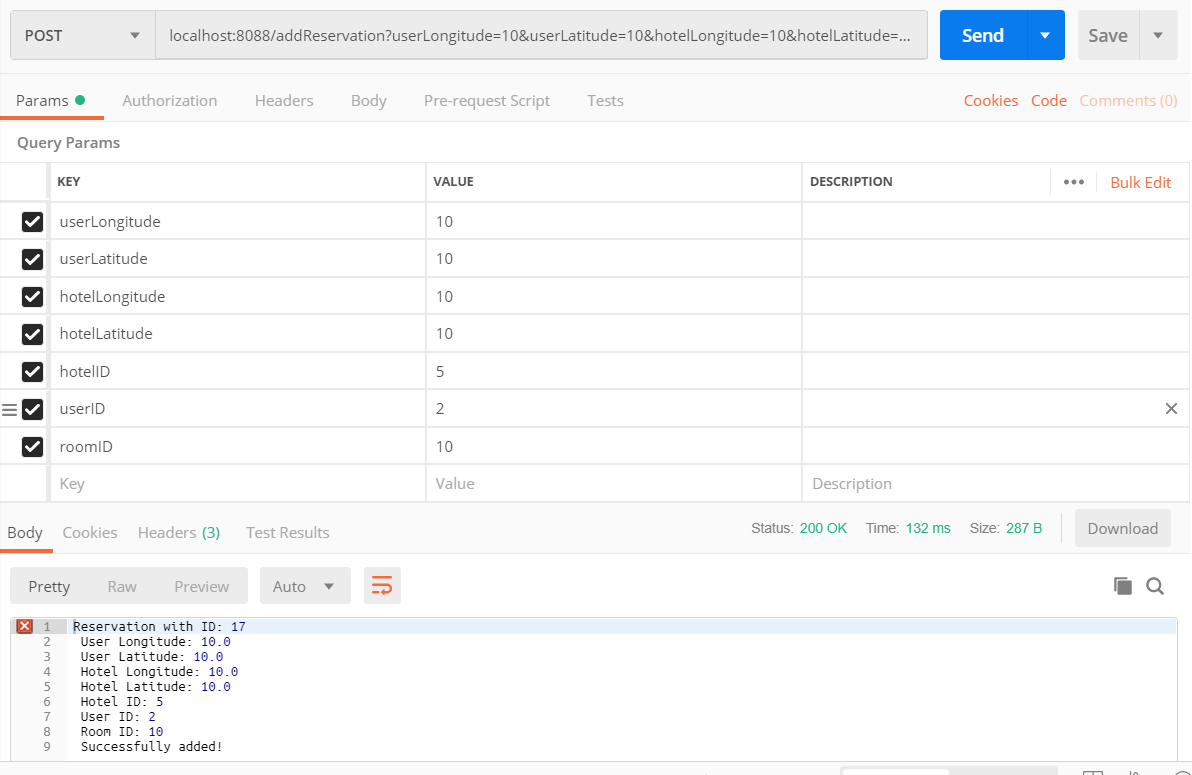 POST localhost:8088/addReservation?userLongitude=10&userLatitude=10&hotelLongitude=10&hotelLatitude=... Send Save
Params Authorization Headers Body Pre-request Script Tests Cookies Code Comments (0)
Query Params
KEY VALUE DESCRIPTION ••• Bulk Edit
userLongitude 10
userLatitude 10
hotelLongitude 10
hotelLatitude 10
hotelID 5
userID 2
roomID 10
Key Value Description
Body Cookies Headers (3) Test Results Status: 200 OK Time: 132 ms Size: 287 B Download
Pretty Raw Preview Auto
1 Reservation with ID: 17
2 User Longitude: 10.0
3 User Latitude: 10.0
4 Hotel Longitude: 10.0
5 Hotel Latitude: 10.0
6 Hotel ID: 5
7 User ID: 2
8 Room ID: 10
9 Successfully added!